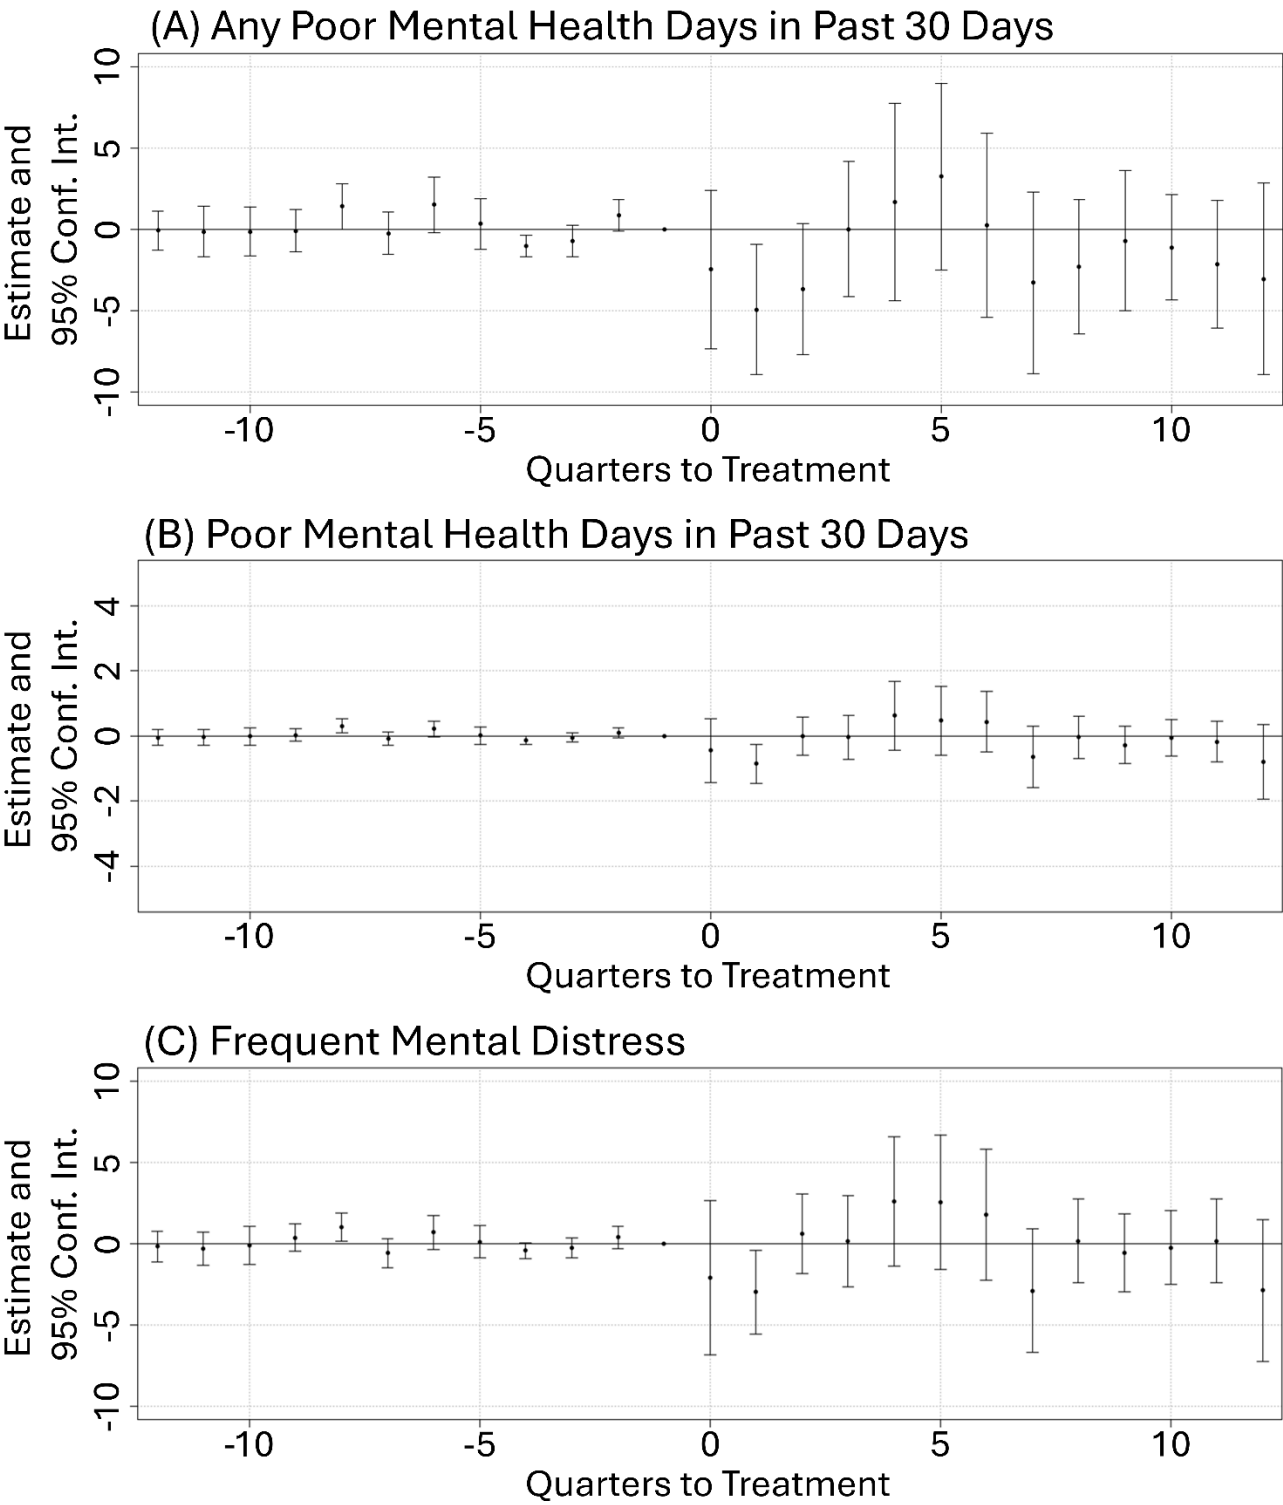 (A) Any Poor Mental Health Days in Past 30 Days
Estimate and
95% Conf. Int.
10
5
0
-5
-10
-10 -5 0 5 10
Quarters to Treatment
(B) Poor Mental Health Days in Past 30 Days
Estimate and
95% Conf. Int.
4
2
0
-2
-4
-10 -5 0 5 10
Quarters to Treatment
(C) Frequent Mental Distress
Estimate and
95% Conf. Int.
10
5
0
-5
-10
-10 -5 0 5 10
Quarters to Treatment